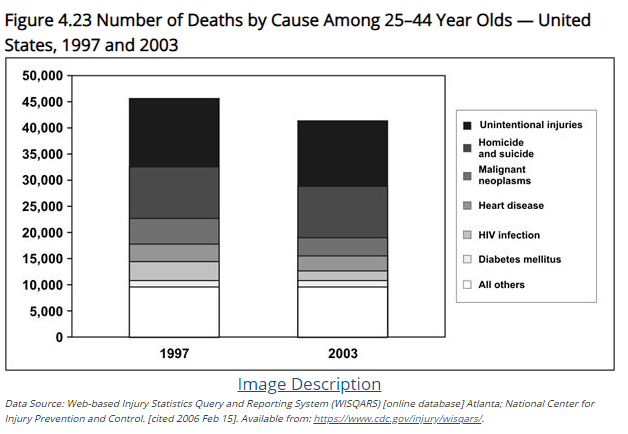 Figure 4.23 Number of Deaths by Cause Among 25–44 Year Olds — United
States, 1997 and 2003
50,000
45,000
40,000
35,000
30,000
25,000
20,000
15,000
10,000
5,000
0
1997
2003
Unintentional injuries
Homicide
and suicide
Malignant
neoplasms
Heart disease
HIV infection
Diabetes mellitus
All others
Image Description
Data Source: Web-based Injury Statistics Query and Reporting System (WISQARS) [online database] Atlanta; National Center for
Injury Prevention and Control. [cited 2006 Feb 15]. Available from: https://www.cdc.gov/injury/wisqars/.